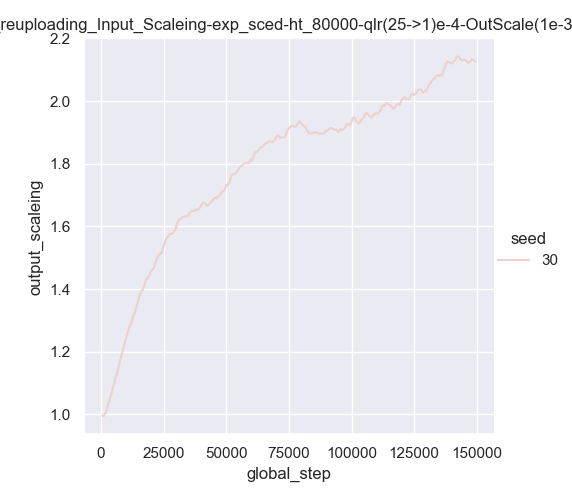 _reuploading_Input_Scaleing-exp_sced-ht_80000-qlr(25->1)e-4-OutScale(1e-3
2.2
2.0
1.8
1.6
1.4
1.2
1.0
output_scaleing
0 25000 50000 75000 100000 125000 150000
global_step
seed
30